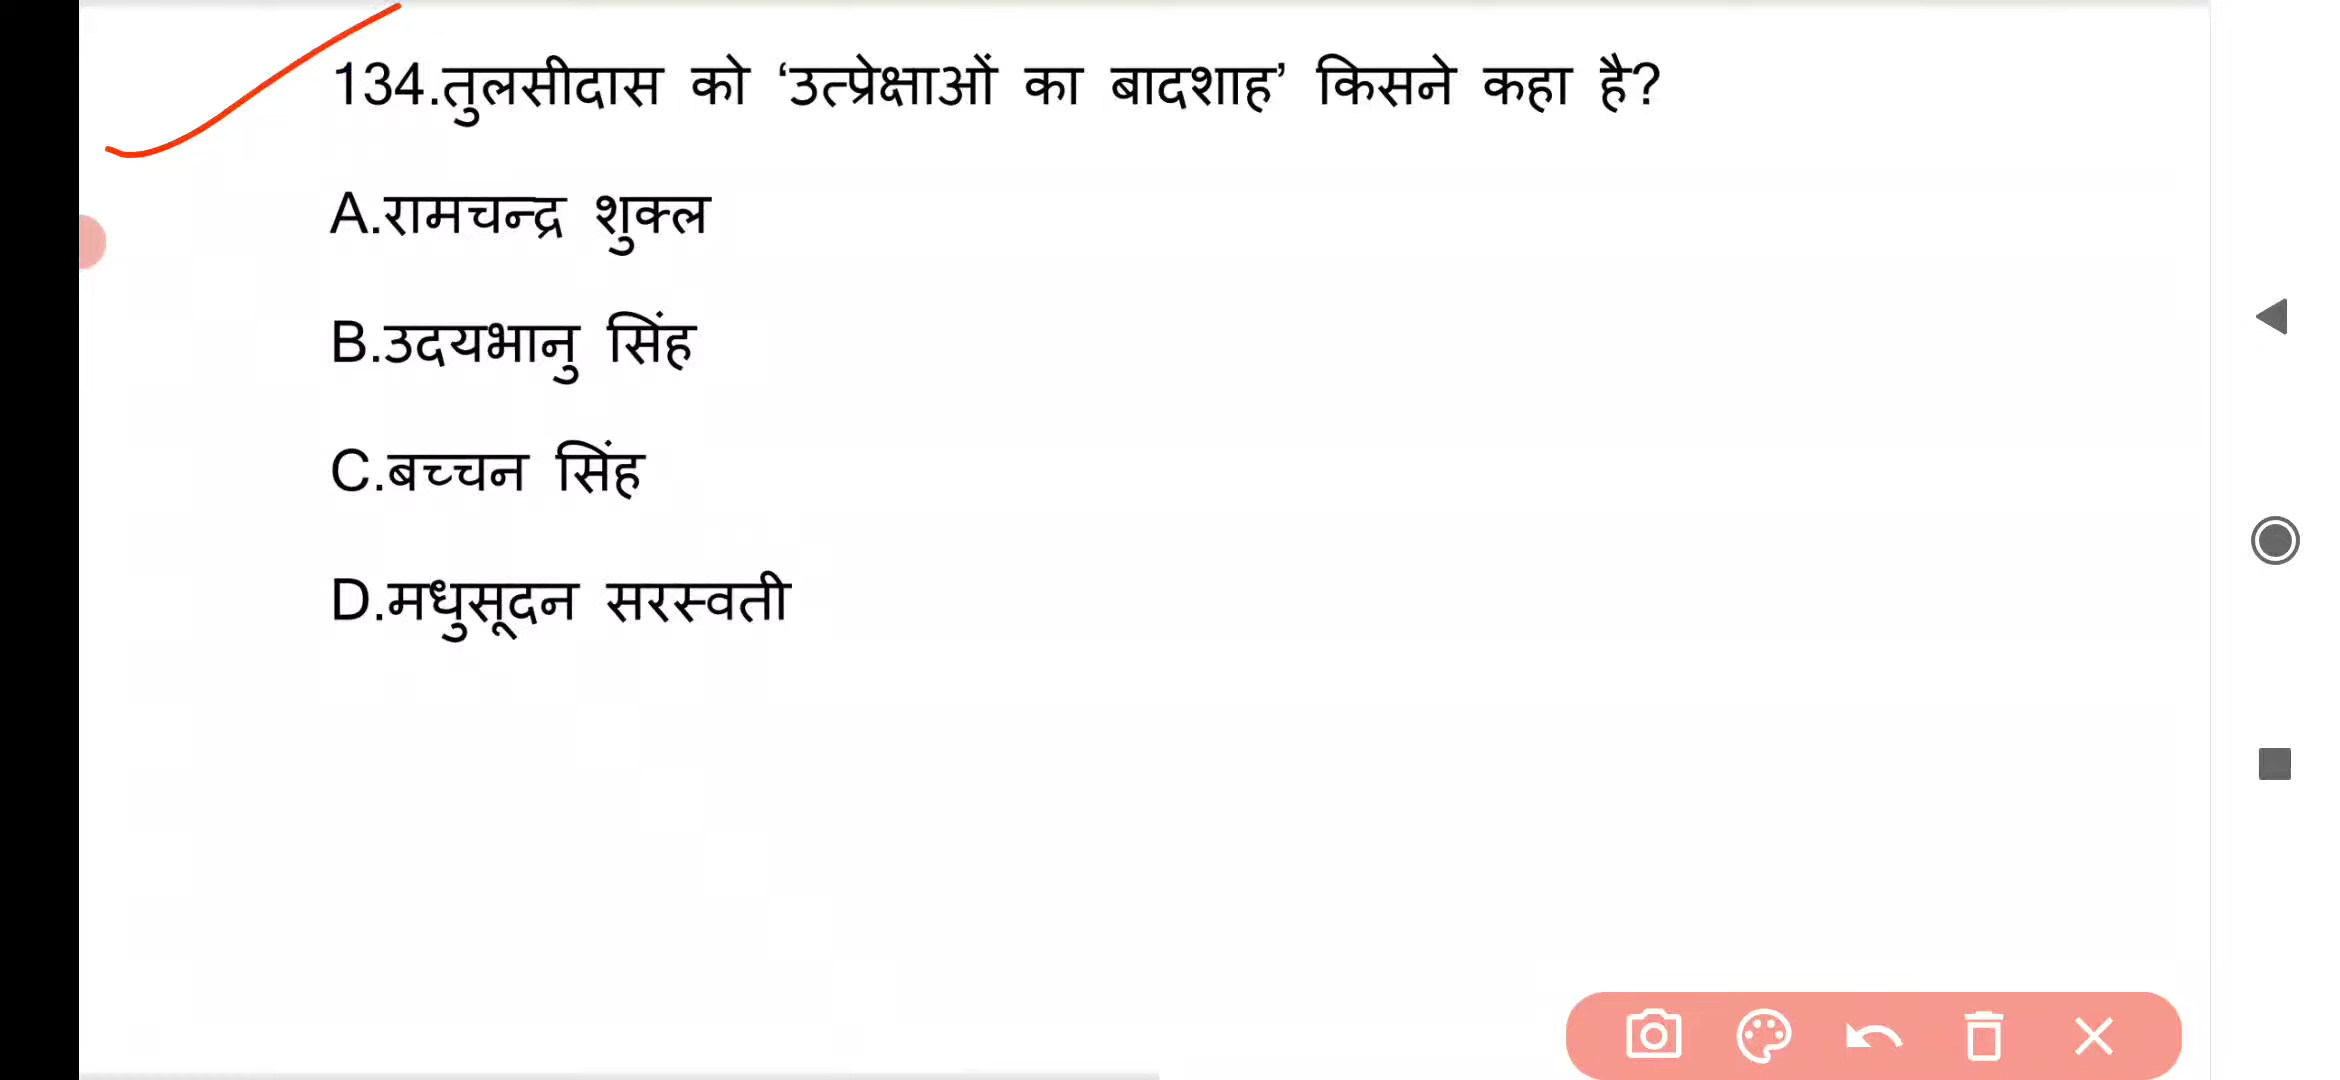 134.तुलसीदास को ‘उत्प्रेक्षाओं का बादशाह’ किसने कहा है?
A.रामचन्द्र शुक्ल
B.उदयभानु सिंह
C.बच्चन सिंह
D.मधुसूदन सरस्वती